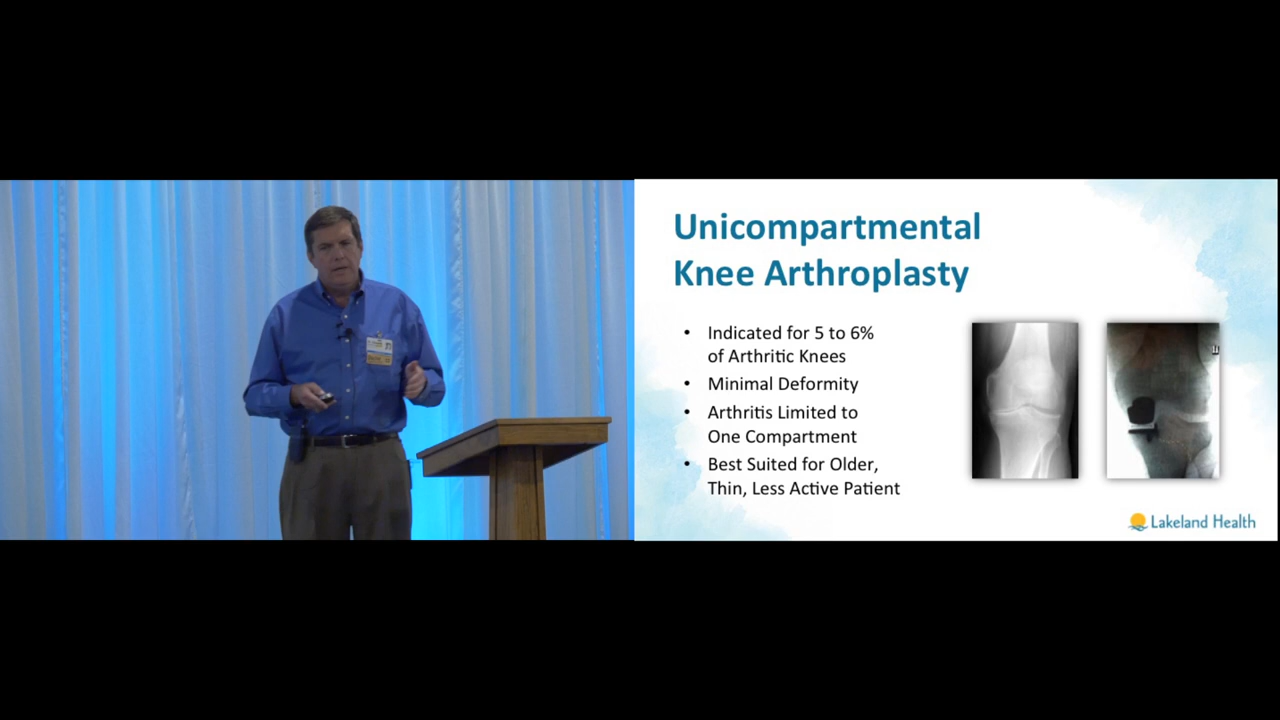 Unicompartmental
Knee Arthroplasty
• Indicated for 5 to 6%
of Arthritic Knees
• Minimal Deformity
• Arthritis Limited to
One Compartment
• Best Suited for Older,
Thin, Less Active Patient
Lakeland Health